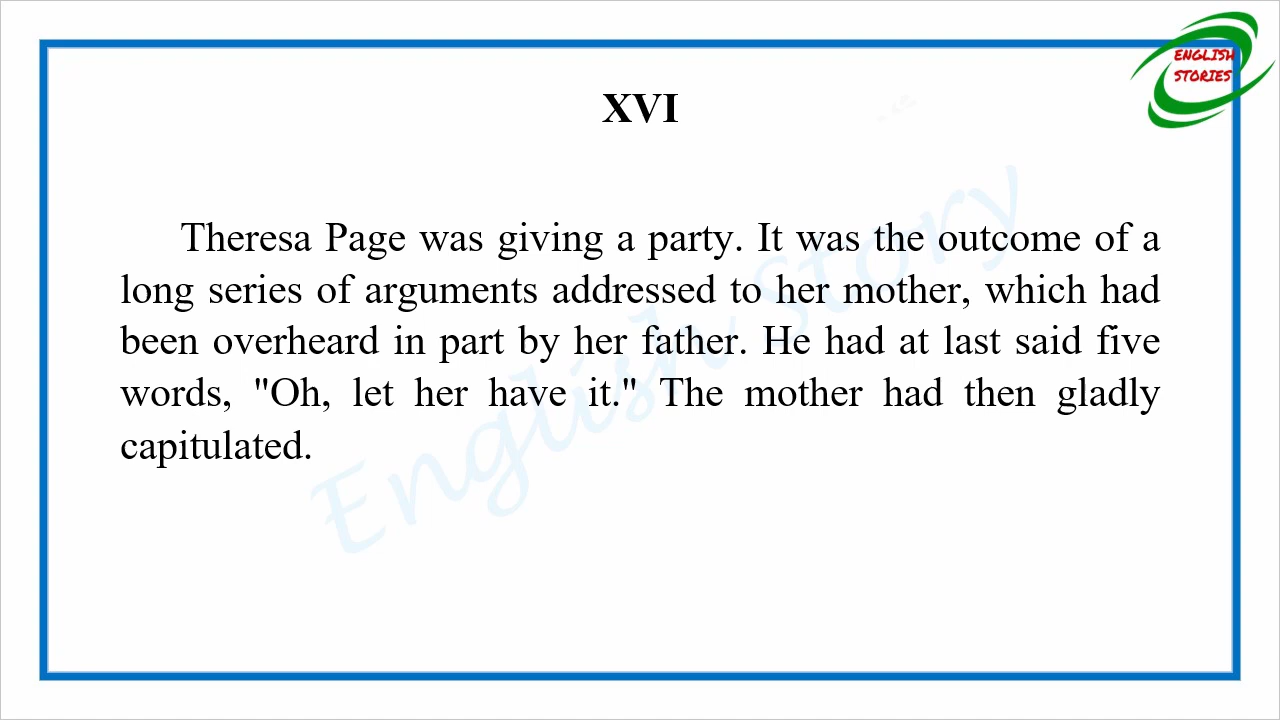 ENGLISH
STORIES
XVI
Theresa Page was giving a party. It was the outcome of a
long series of arguments addressed to her mother, which had
been overheard in part by her father. He had at last said five
words, "Oh, let her have it." The mother had then gladly
capitulated.
English Story